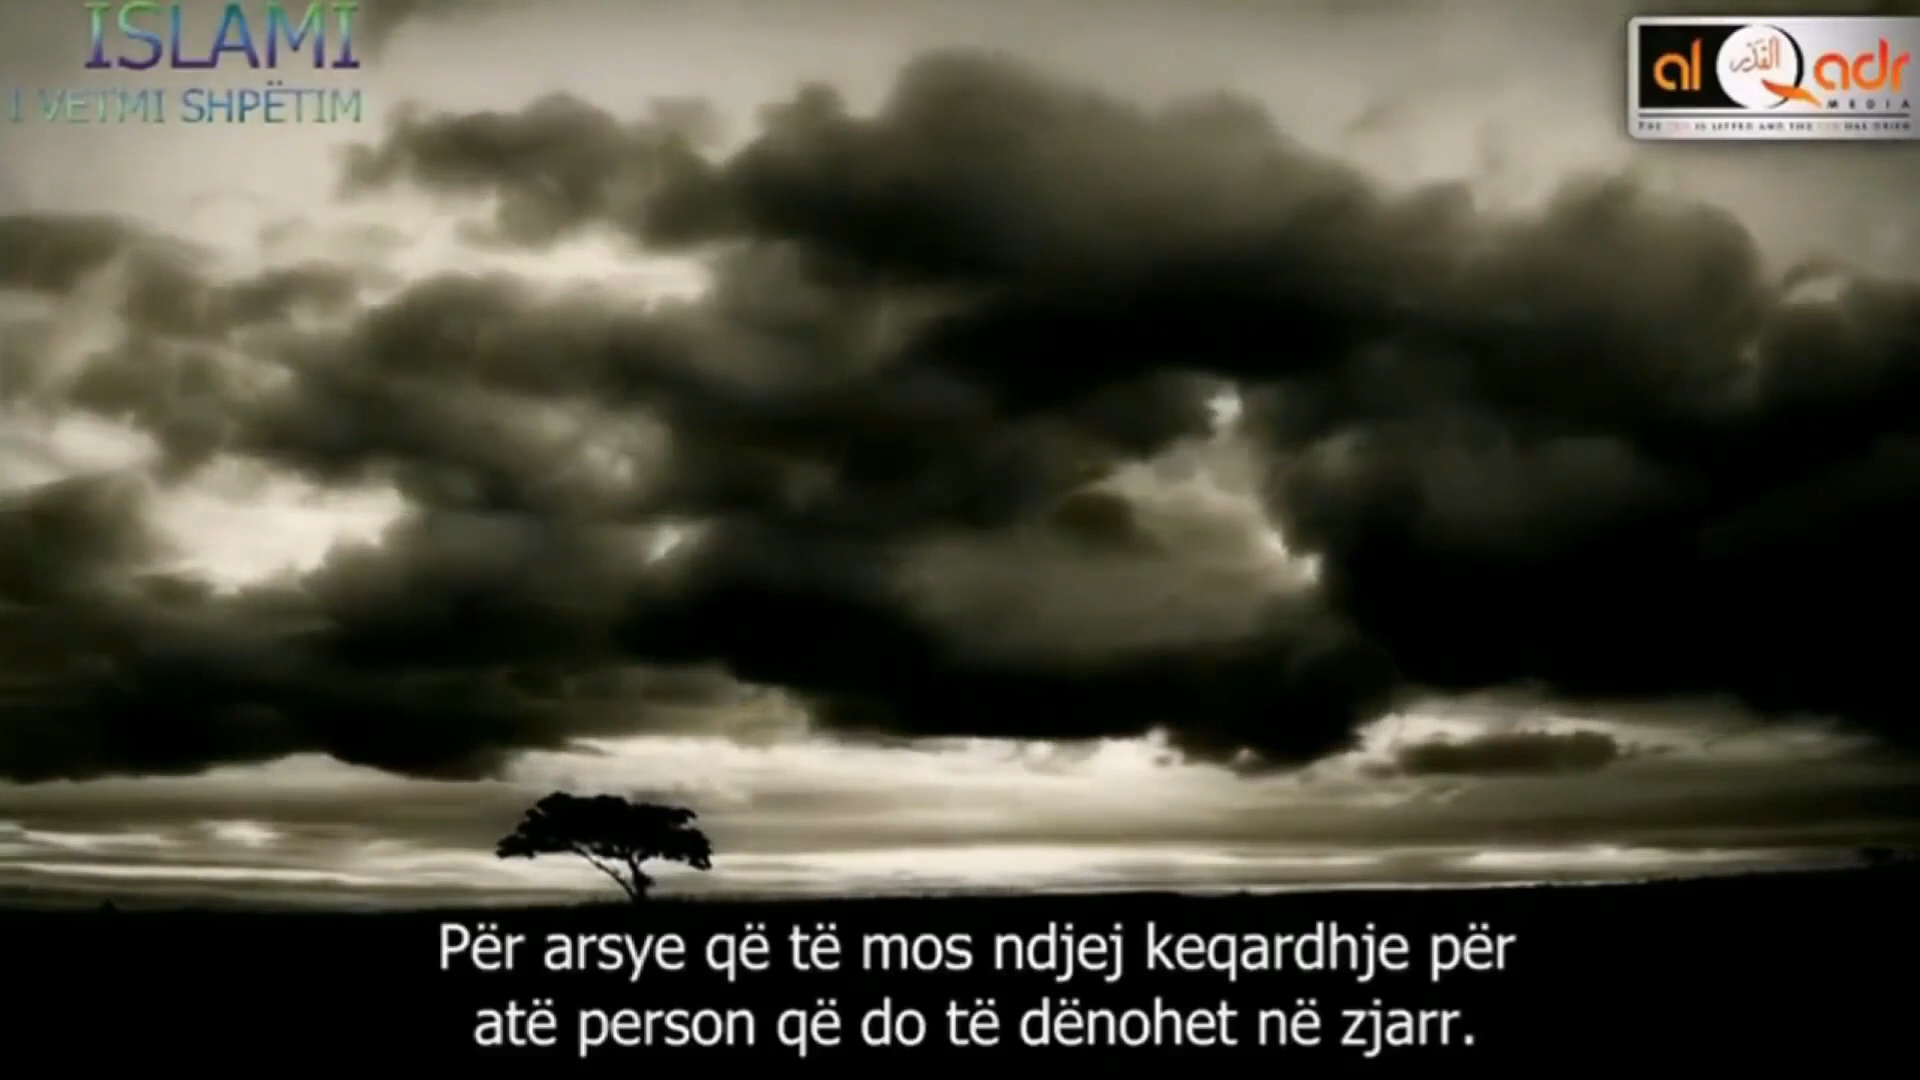 ISLAMI
I VETMI SHPËTIM
al Qadr
القدر
MEDIA
Për arsye që të mos ndjej keqardhje për
atë person që do të dënohet në zjarr.